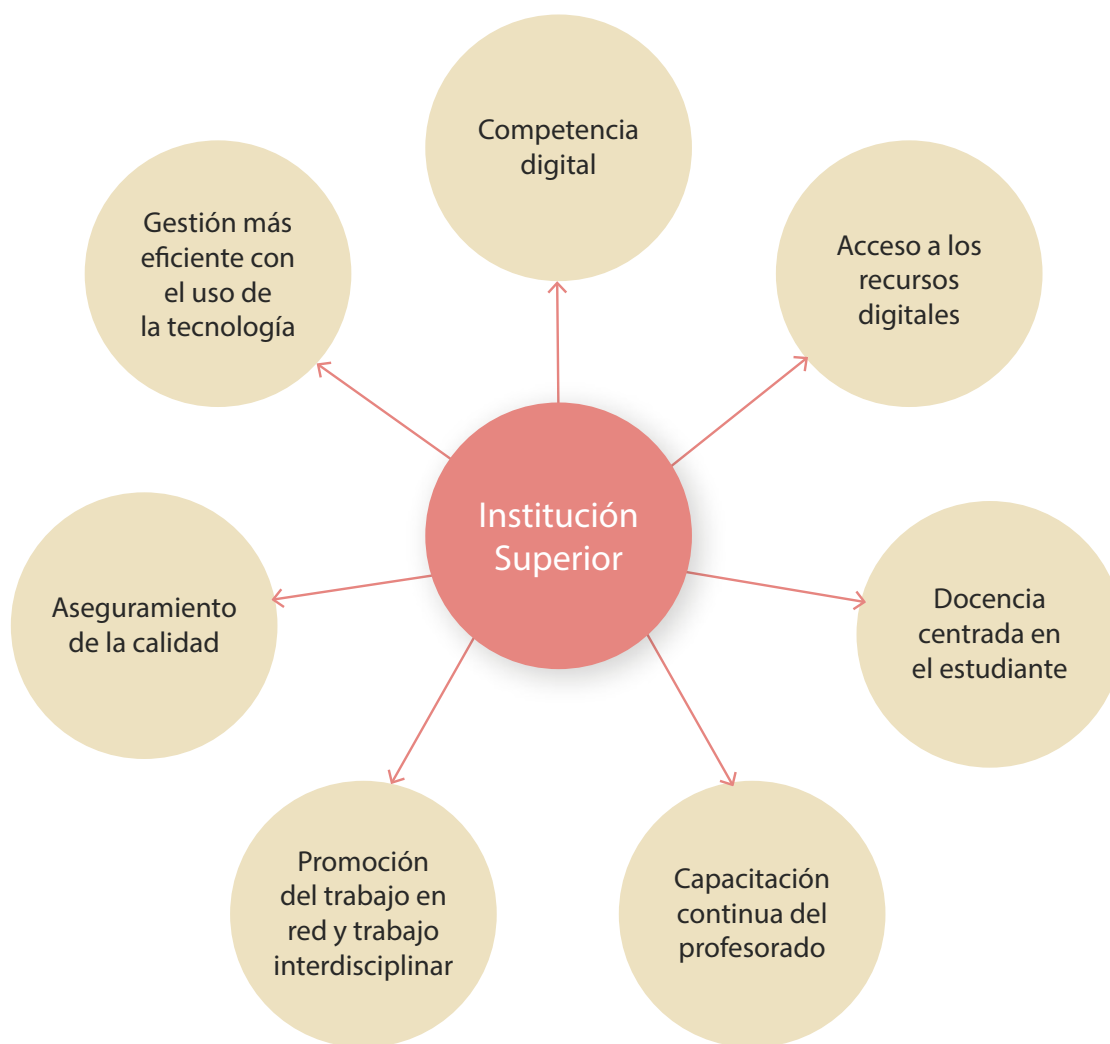 Competencia
digital
Gestión más
eficiente con
el uso de
la tecnología
Acceso a los
recursos
digitales
Institución
Superior
Aseguramiento
de la calidad
Docencia
centrada en
el estudiante
Promoción
del trabajo en
red y trabajo
interdisciplinar
Capacitación
continua del
profesorado